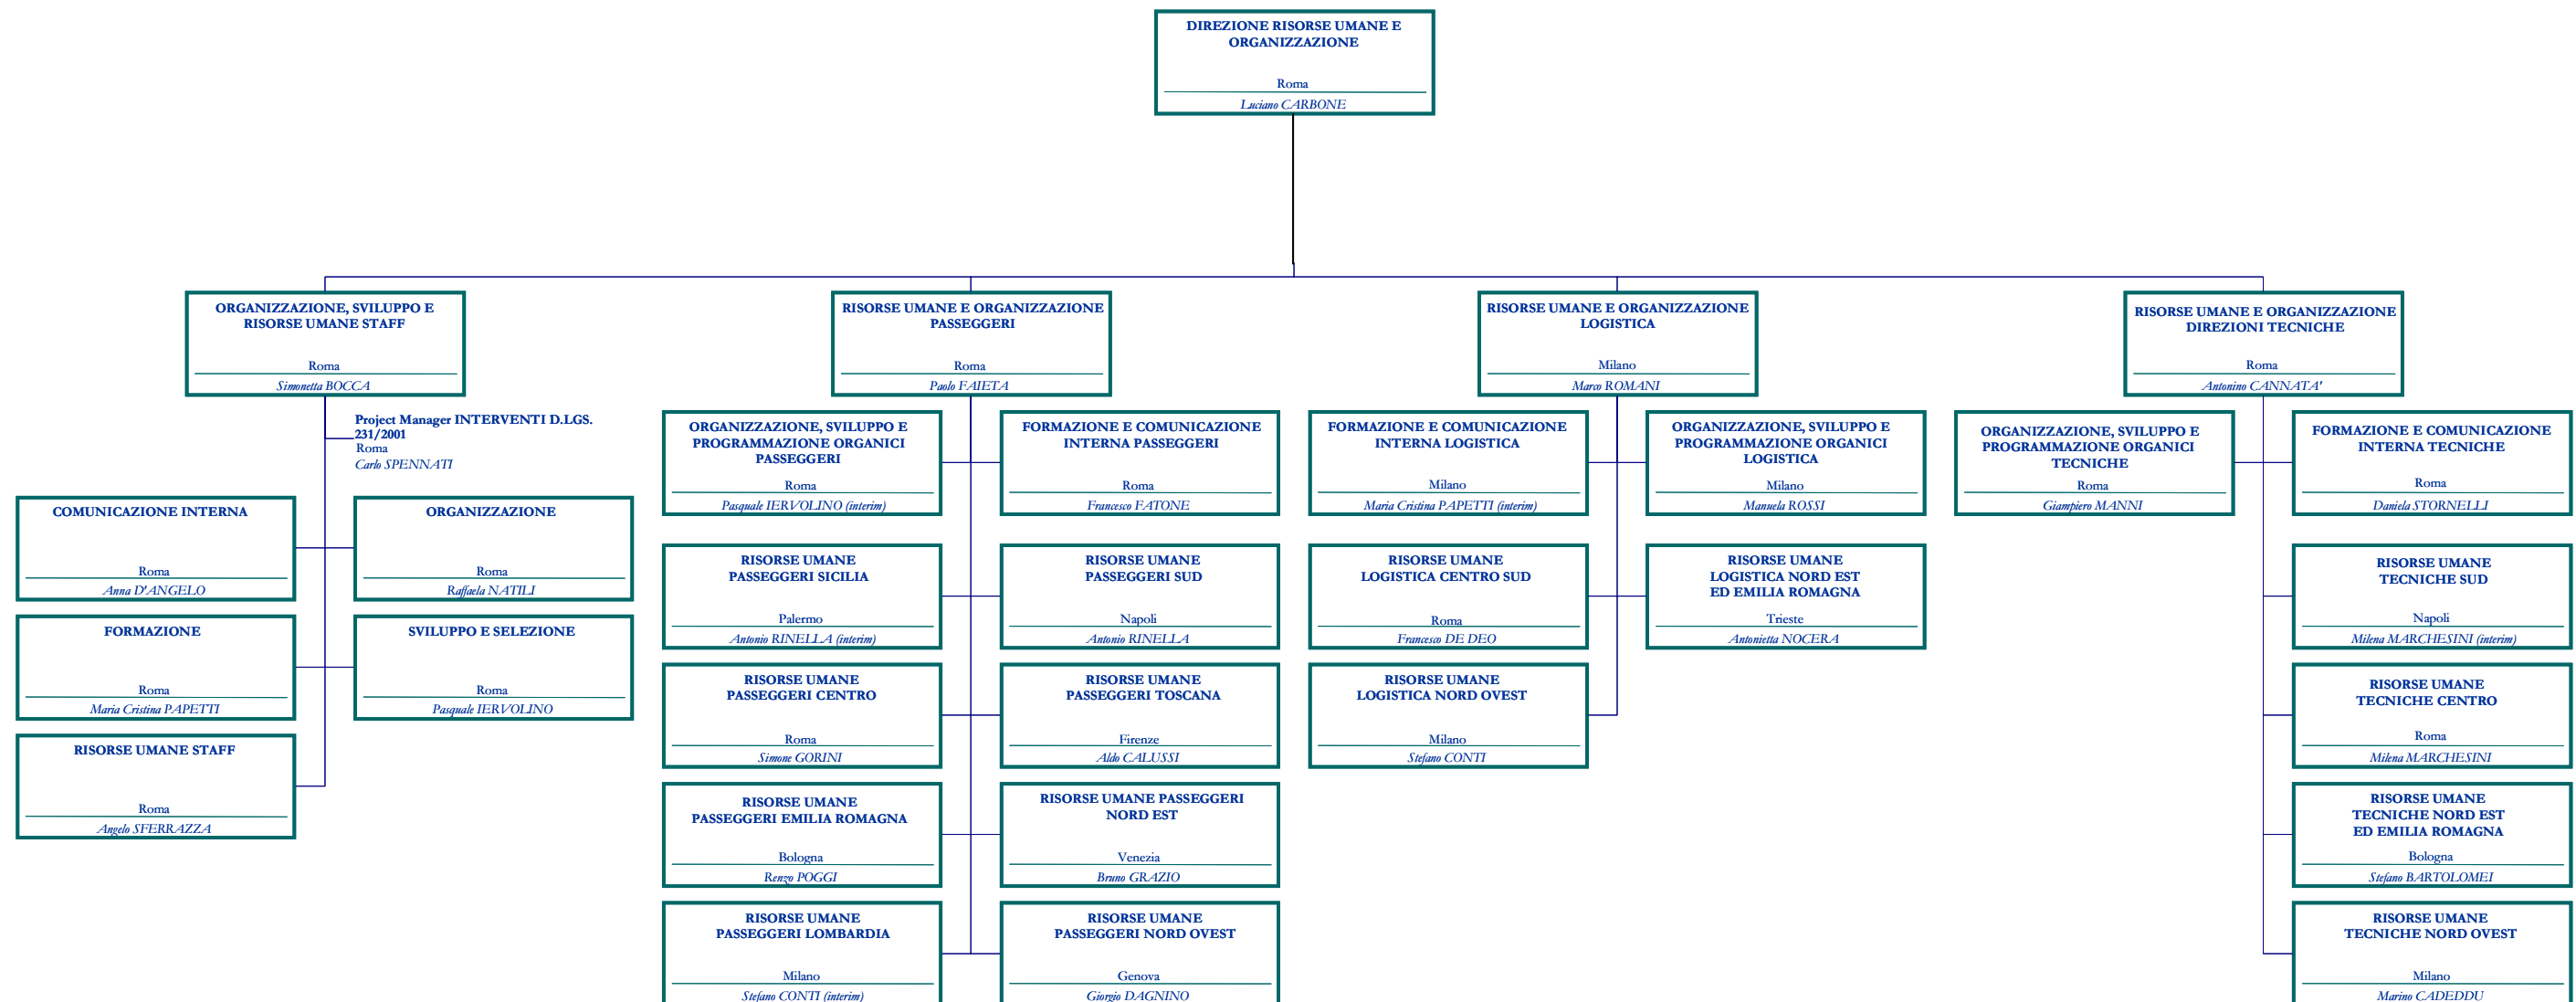 DIREZIONE RISORSE UMANE E
ORGANIZZAZIONE
Roma
Luciano CARBONE
ORGANIZZAZIONE, SVILUPPO E
RISORSE UMANE STAFF
Roma
Simonetta BOCCA
RISORSE UMANE E ORGANIZZAZIONE
PASSEGGERI
Roma
Paolo FAIETA
RISORSE UMANE E ORGANIZZAZIONE
LOGISTICA
Milano
Marco ROMANI
RISORSE UMANE E ORGANIZZAZIONE
DIREZIONI TECNICHE
Roma
Antonino CANNATA'
Project Manager INTERVENTI D.LGS.
231/2001
Roma
Carlo SPENNATI
COMUNICAZIONE INTERNA
Roma
Anna D'ANGELO
ORGANIZZAZIONE
Roma
Raffaela NATILI
FORMAZIONE
Roma
Maria Cristina PAPETTI
SVILUPPO E SELEZIONE
Roma
Pasquale IERVOLINO
RISORSE UMANE STAFF
Roma
Angelo SFERRAZZA
ORGANIZZAZIONE, SVILUPPO E
PROGRAMMAZIONE ORGANICI
PASSEGGERI
Roma
Pasquale IERVOLINO (interim)
FORMAZIONE E COMUNICAZIONE
INTERNA PASSEGGERI
Roma
Francesco FATONE
RISORSE UMANE
PASSEGGERI SICILIA
Palermo
Antonio RINELLA (interim)
RISORSE UMANE
PASSEGGERI SUD
Napoli
Antonio RINELLA
RISORSE UMANE
PASSEGGERI CENTRO
Roma
Simone GORINI
RISORSE UMANE
PASSEGGERI TOSCANA
Firenze
Aldo CALUSSI
RISORSE UMANE
PASSEGGERI EMILIA ROMAGNA
Bologna
Renzo POGGI
RISORSE UMANE PASSEGGERI
NORD EST
Venezia
Bruno GRAZIO
RISORSE UMANE
PASSEGGERI LOMBARDIA
Milano
Stefano CONTI (interim)
RISORSE UMANE
PASSEGGERI NORD OVEST
Genova
Giorgio DAGNINO
FORMAZIONE E COMUNICAZIONE
INTERNA LOGISTICA
Milano
Maria Cristina PAPETTI (interim)
ORGANIZZAZIONE, SVILUPPO E
PROGRAMMAZIONE ORGANICI
LOGISTICA
Milano
Manuela ROSSI
RISORSE UMANE
LOGISTICA CENTRO SUD
Roma
Francesco DE DEO
RISORSE UMANE
LOGISTICA NORD EST
ED EMILIA ROMAGNA
Trieste
Antonietta NOCERA
RISORSE UMANE
LOGISTICA NORD OVEST
Milano
Stefano CONTI
ORGANIZZAZIONE, SVILUPPO E
PROGRAMMAZIONE ORGANICI
TECNICHE
Roma
Giampiero MANNI
FORMAZIONE E COMUNICAZIONE
INTERNA TECNICHE
Roma
Daniela STORNELLI
RISORSE UMANE
TECNICHE SUD
Napoli
Milena MARCHESINI (interim)
RISORSE UMANE
TECNICHE CENTRO
Roma
Milena MARCHESINI
RISORSE UMANE
TECNICHE NORD EST
ED EMILIA ROMAGNA
Bologna
Stefano BARTOLOMEI
RISORSE UMANE
TECNICHE NORD OVEST
Milano
Marino CADEDDU